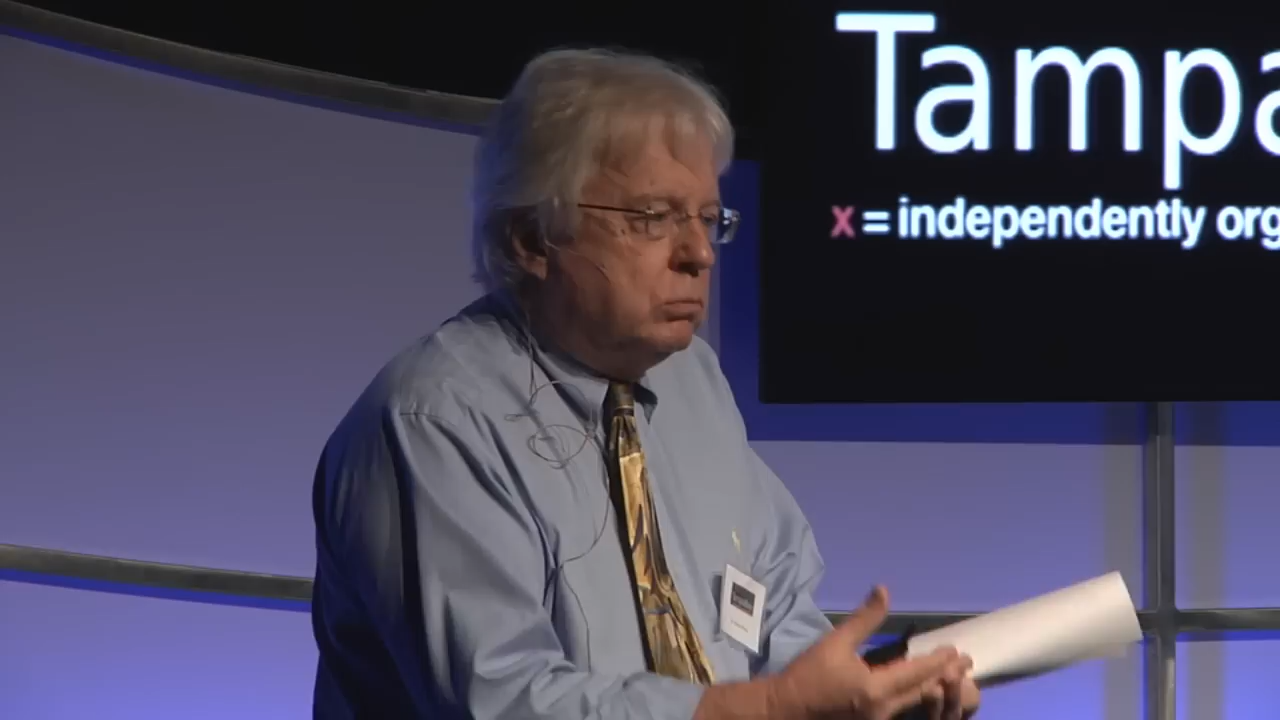 Tampa
x = independently org